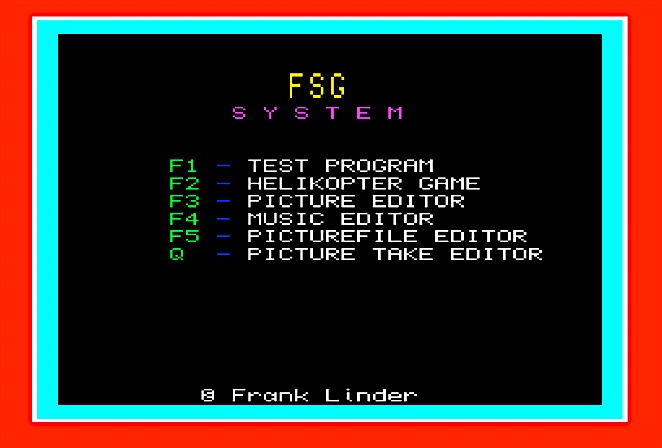 FSG
S Y S T E M
F1 - TEST PROGRAM
F2 - HELIKOPTER GAME
F3 - PICTURE EDITOR
F4 - MUSIC EDITOR
F5 - PICTUREFILE EDITOR
Q - PICTURE TAKE EDITOR
@ Frank Linder